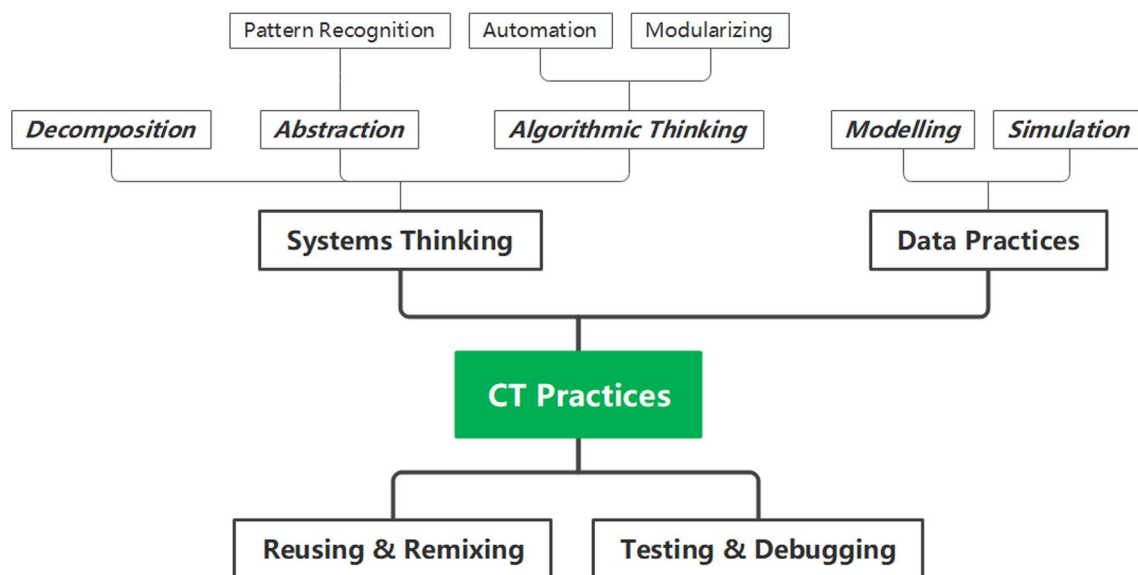 Pattern Recognition
Automation
Modularizing
Decomposition
Abstraction
Algorithmic Thinking
Modelling
Simulation
Systems Thinking
Data Practices
CT Practices
Reusing & Remixing
Testing & Debugging